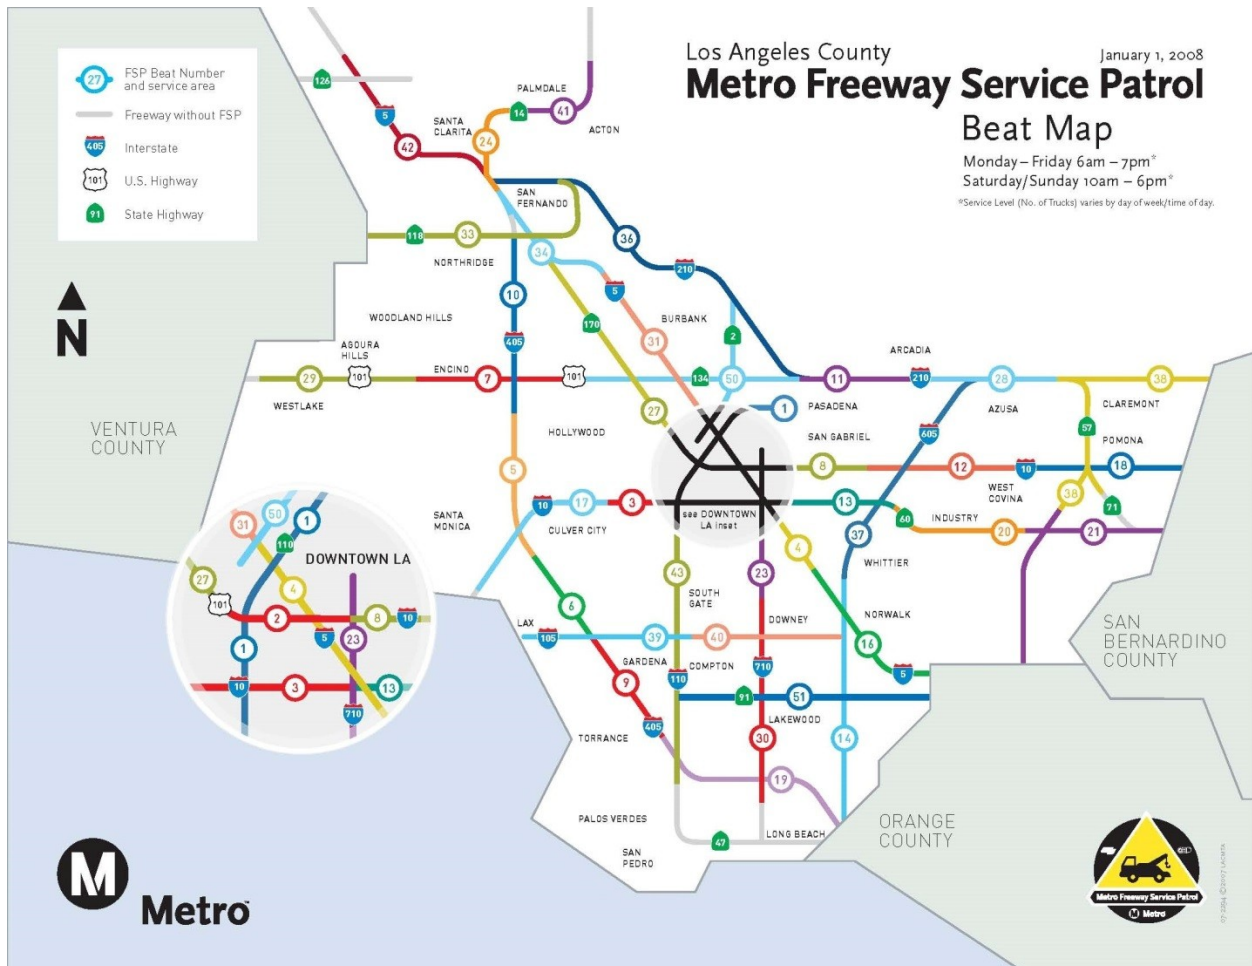 Los Angeles County
January 1, 2008
Metro Freeway Service Patrol
Beat Map
Monday – Friday 6am – 7pm*
Saturday/Sunday 10am – 6pm*
*Service Level (No. of Trucks) varies by day of week/time of day.
27
FSP Beat Number
and service area
Freeway without FSP
405
Interstate
101
U.S. Highway
91
State Highway
N
126
5
42
SANTA
CLARITA
24
PALMDALE
14
41
ACTON
SAN
FERNANDO
118
33
NORTHRIDGE
34
36
210
10
5
170
BURBANK
31
2
WOODLAND HILLS
405
AGOURA
HILLS
29
101
WESTLAKE
ENCINO
7
101
134
50
11
ARCADIA
210
28
38
AZUSA
CLAREMONT
27
1
PASADENA
HOLLYWOOD
SAN GABRIEL
605
57
POMONA
8
12
10
18
WEST
COVINA
38
71
5
SANTA
MONICA
10
17
CULVER CITY
3
see DOWNTOWN
LA inset
13
60
INDUSTRY
20
21
37
WHITTIER
4
43
23
SOUTH
GATE
DOWNEY
NORWALK
6
LAX
105
39
40
GARDENA
COMPTON
16
5
9
110
710
91
51
LAKEWOOD
405
TORRANCE
30
14
19
PALOS VERDES
SAN
PEDRO
47
LONG BEACH
VENTURA
COUNTY
SAN
BERNARDINO
COUNTY
ORANGE
COUNTY
50
31
1
110
DOWNTOWN LA
27
101
4
2
8
10
5
23
1
10
3
13
710
M
Metro
Metro Freeway Service Patrol
M Metro